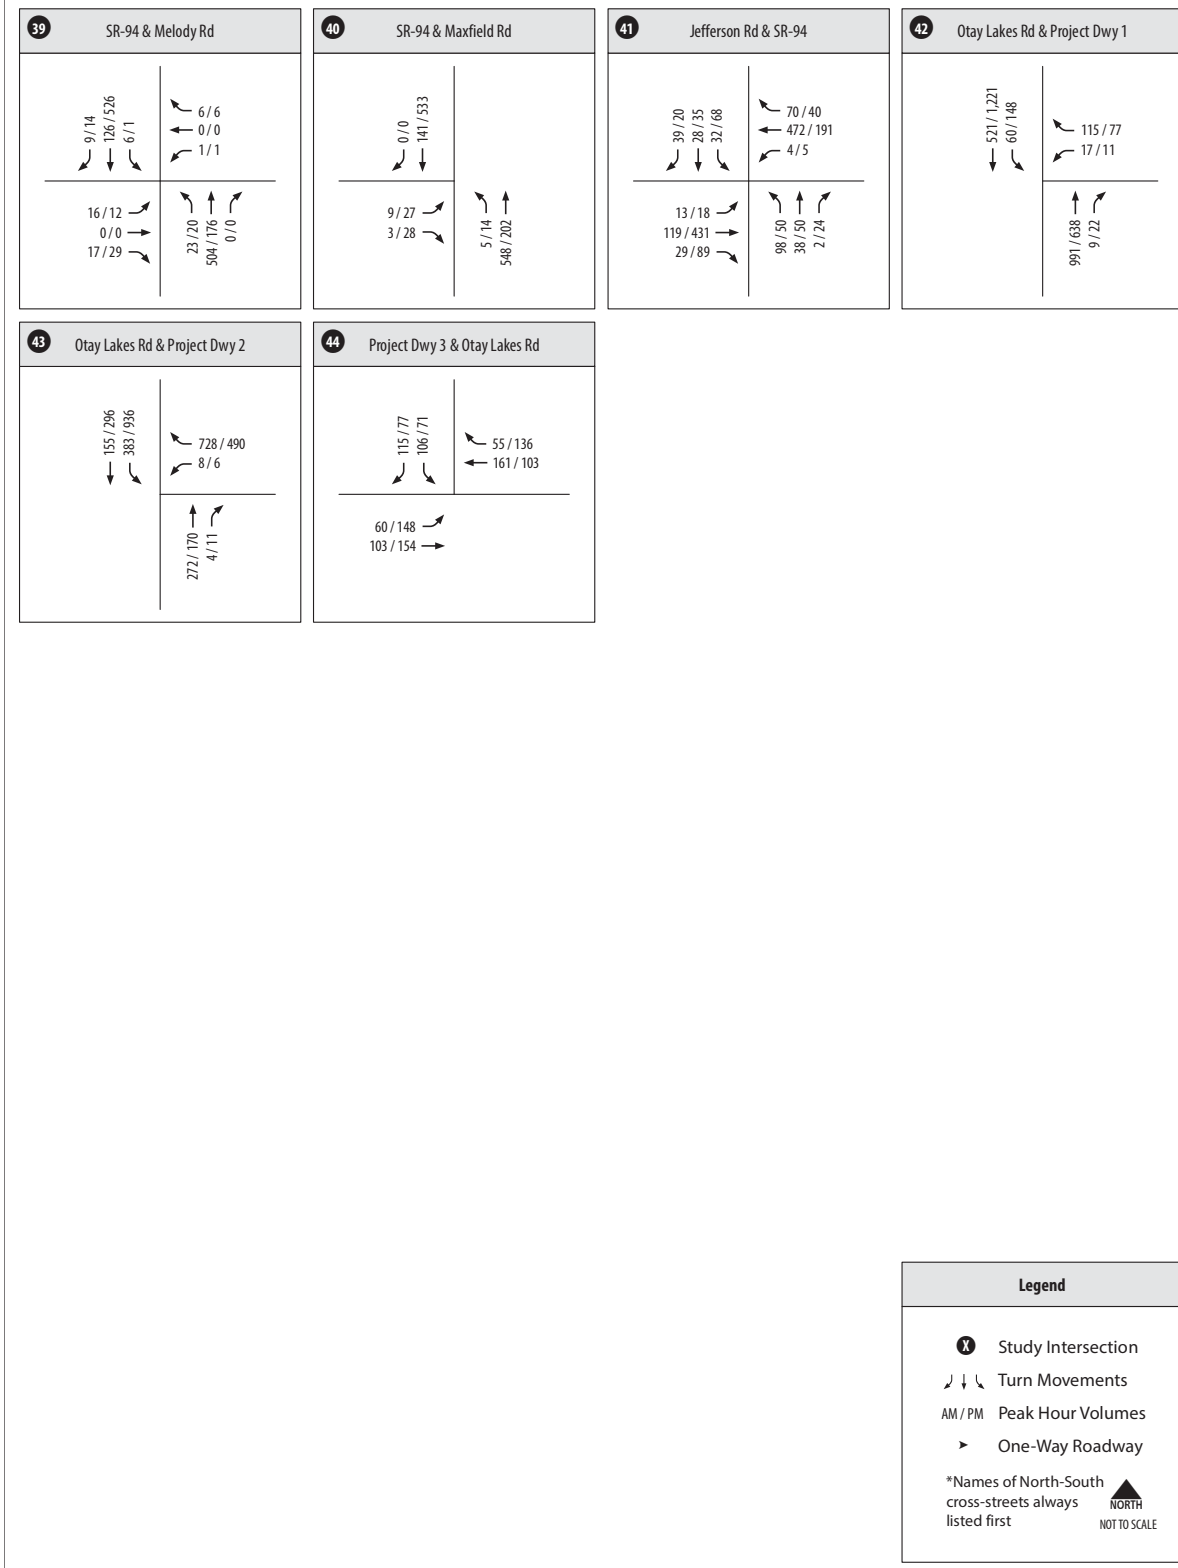 39 SR-94 & Melody Rd
9 / 14
126 / 526
6 / 1
6 / 6
0 / 0
1 / 1
16 / 12
0 / 0
17 / 29
23 / 20
504 / 176
0 / 0
40 SR-94 & Maxfield Rd
0 / 0
141 / 533
9 / 27
3 / 28
5 / 14
548 / 202
41 Jefferson Rd & SR-94
39 / 20
28 / 35
32 / 68
70 / 40
472 / 191
4 / 5
13 / 18
119 / 431
29 / 89
98 / 50
38 / 50
2 / 24
42 Otay Lakes Rd & Project Dwy 1
521 / 1,221
60 / 148
115 / 77
17 / 11
991 / 638
9 / 22
43 Otay Lakes Rd & Project Dwy 2
155 / 296
383 / 936
728 / 490
8 / 6
272 / 170
4 / 11
44 Project Dwy 3 & Otay Lakes Rd
115 / 77
106 / 71
55 / 136
161 / 103
60 / 148
103 / 154
Legend
X Study Intersection
Turn Movements
AM / PM Peak Hour Volumes
One-Way Roadway
*Names of North-South
cross-streets always
listed first
NORTH
NOT TO SCALE